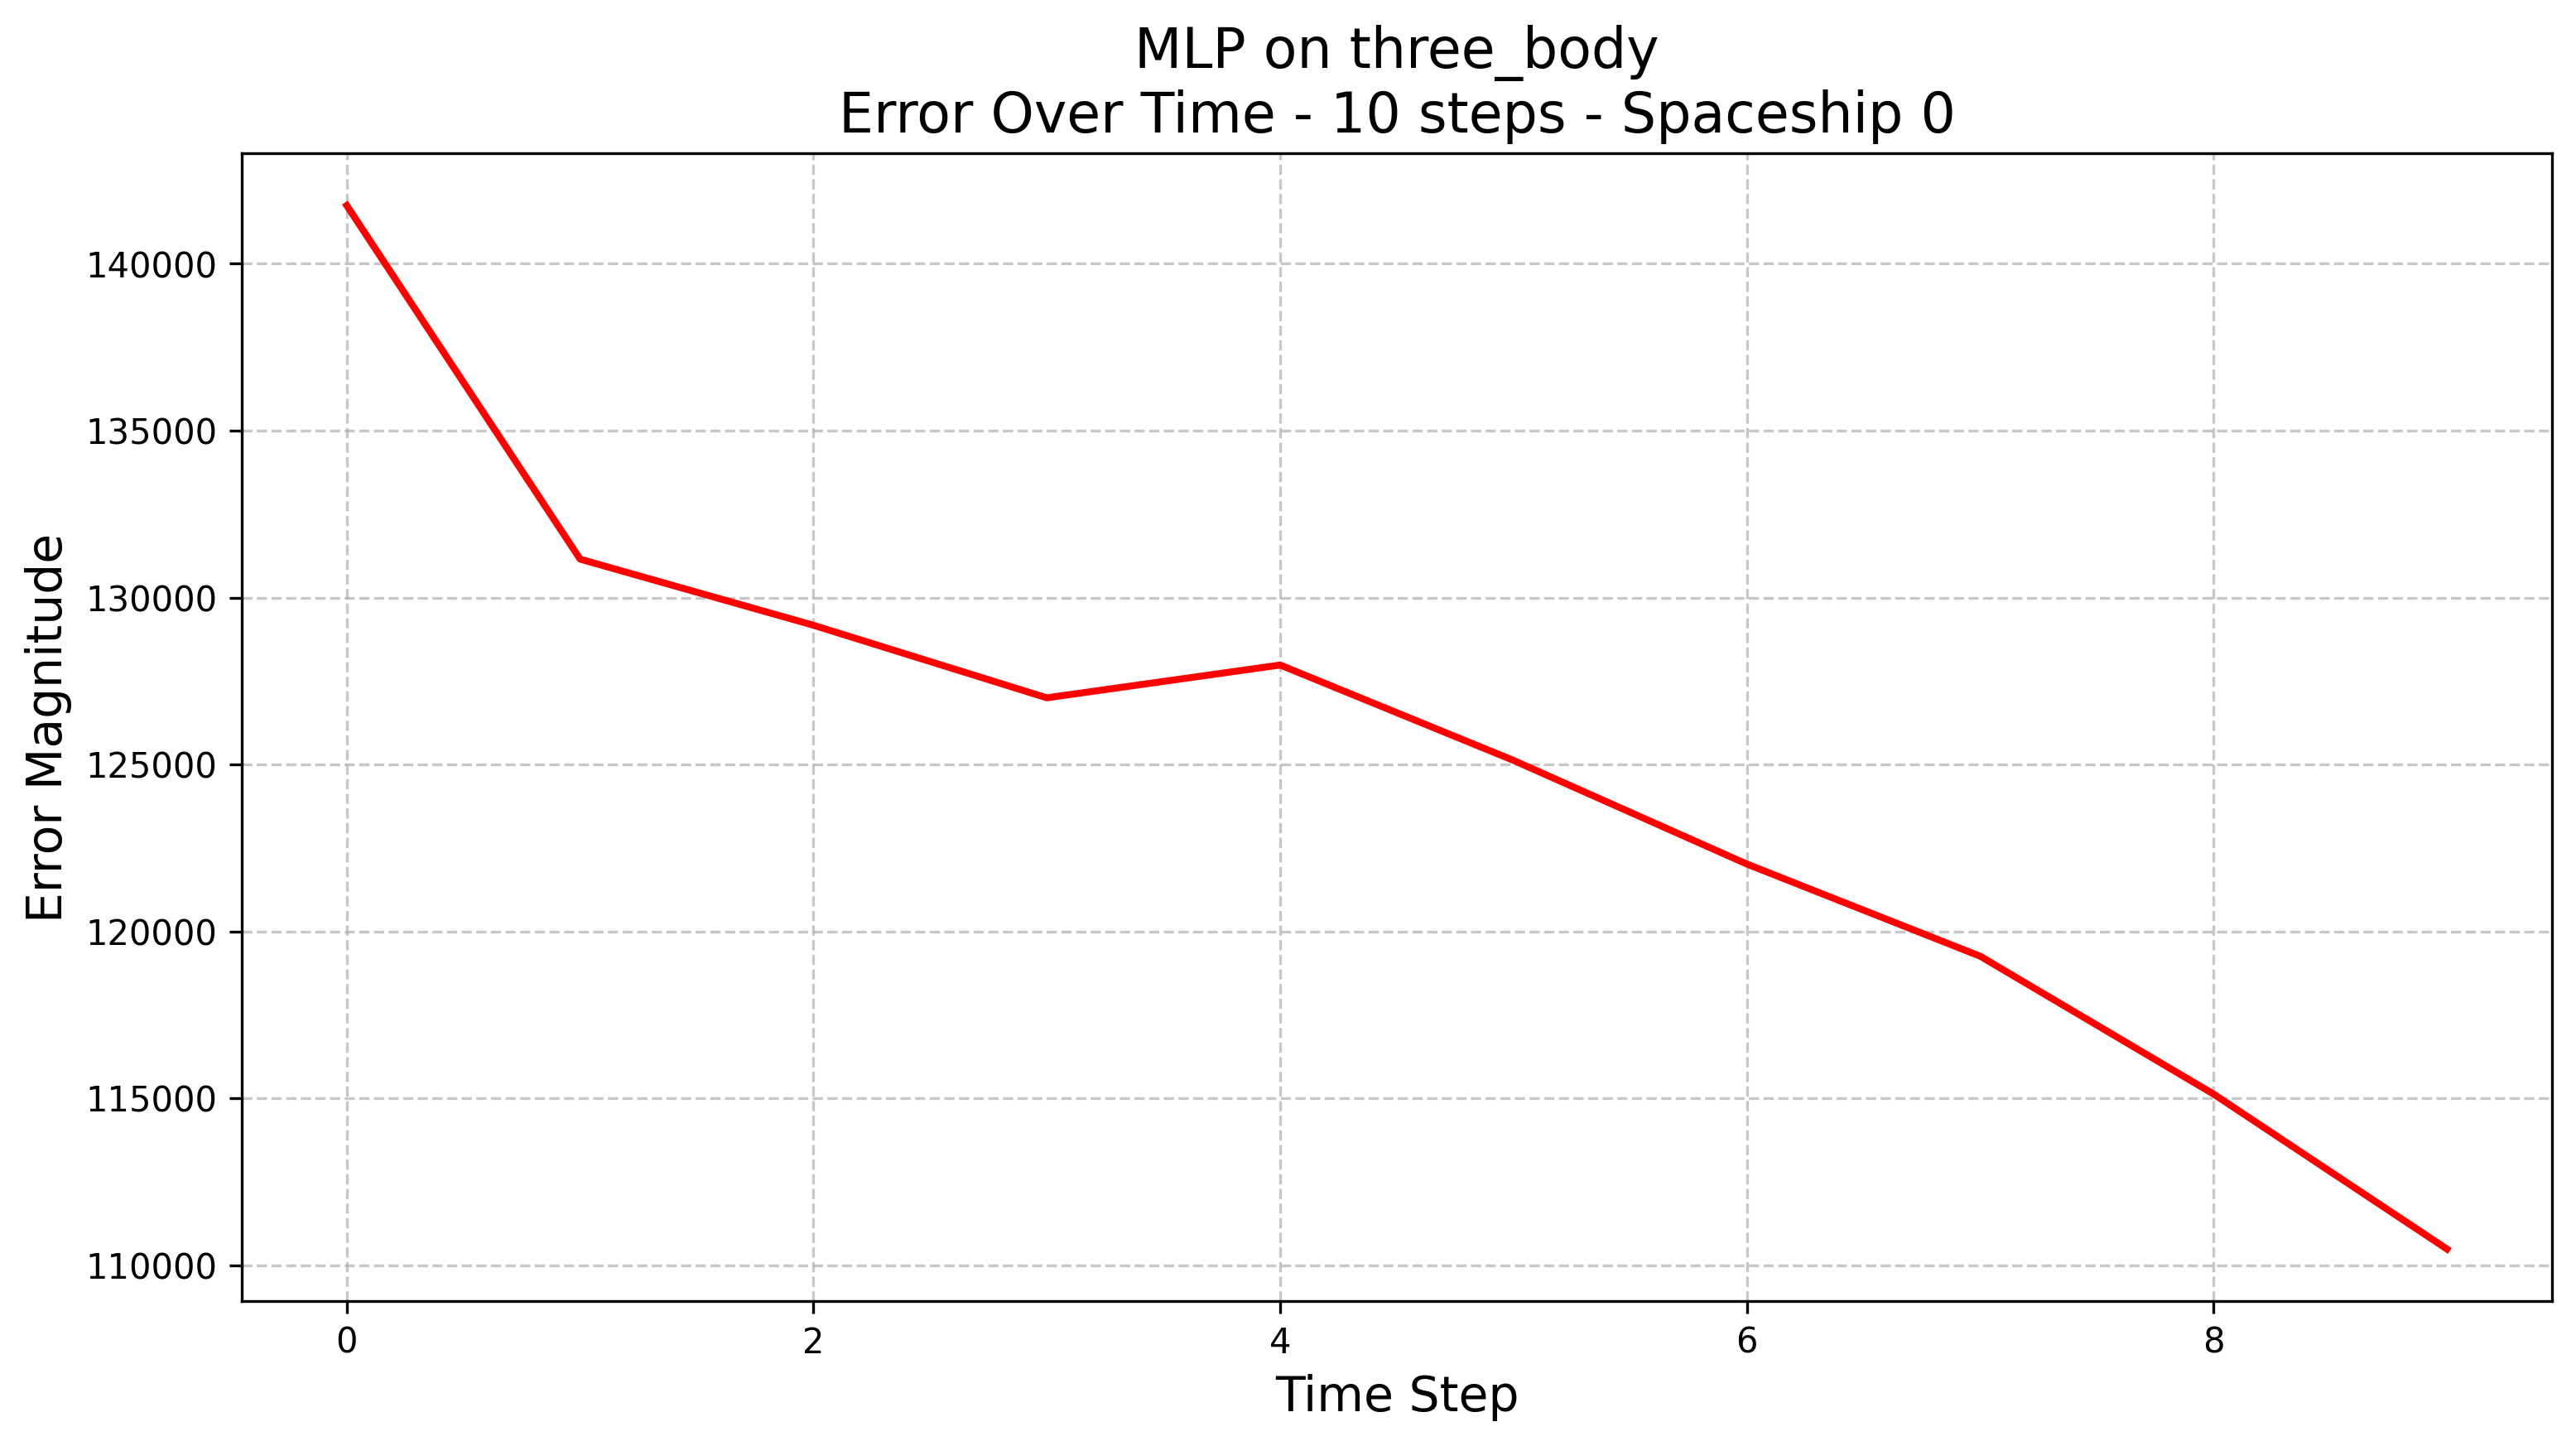 MLP on three_body
Error Over Time - 10 steps - Spaceship 0
Error Magnitude
140000
135000
130000
125000
120000
115000
110000
0 2 4 6 8
Time Step